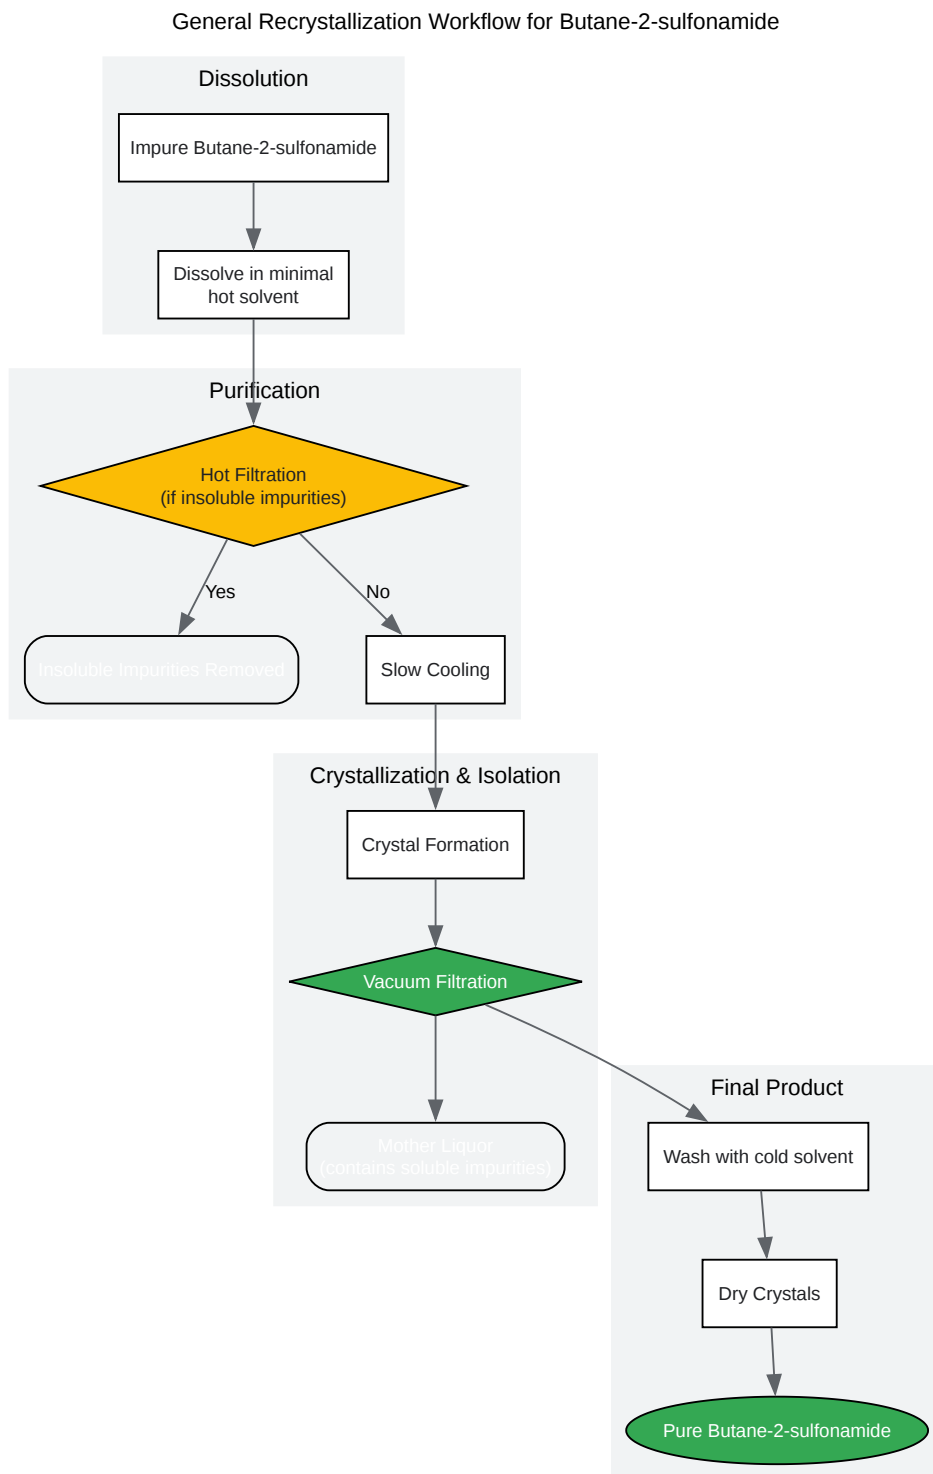 General Recrystallization Workflow for Butane-2-sulfonamide
Dissolution
Impure Butane-2-sulfonamide
Dissolve in minimal
hot solvent
Purification
Hot Filtration
(if insoluble impurities)
Yes
No
Insoluble Impurities Removed
Slow Cooling
Crystallization & Isolation
Crystal Formation
Vacuum Filtration
Mother Liquor
(contains soluble impurities)
Final Product
Wash with cold solvent
Dry Crystals
Pure Butane-2-sulfonamide